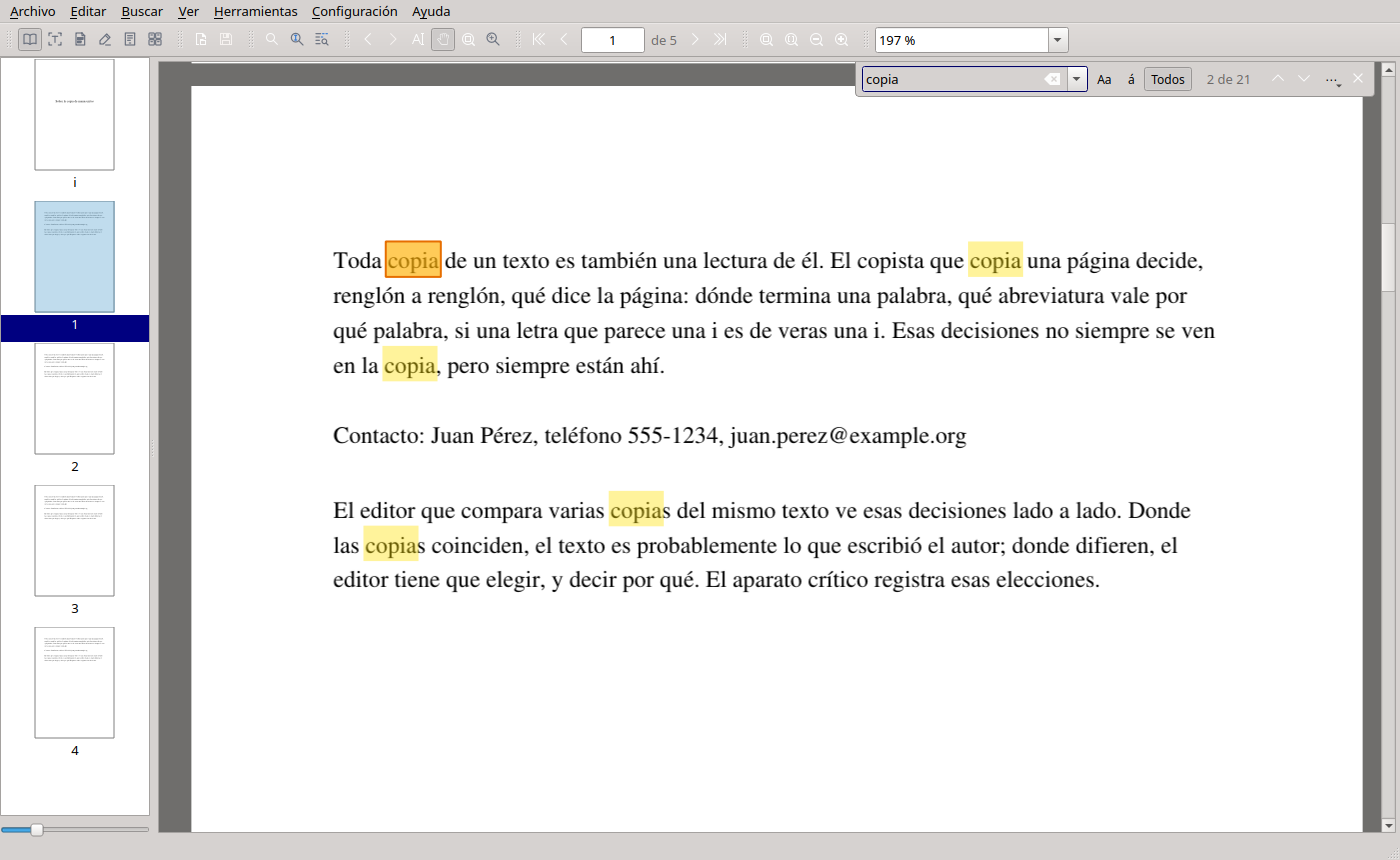 Archivo Editar Buscar Ver Herramientas Configuración Ayuda
1 de 5 197 %
copia Aa á Todos 2 de 21 ...
i
1
2
3
4
Toda copia de un texto es también una lectura de él. El copista que copia una página decide,
renglón a renglón, qué dice la página: dónde termina una palabra, qué abreviatura vale por
qué palabra, si una letra que parece una i es de veras una i. Esas decisiones no siempre se ven
en la copia, pero siempre están ahí.
Contacto: Juan Pérez, teléfono 555-1234, juan.perez@example.org
El editor que compara varias copias del mismo texto ve esas decisiones lado a lado. Donde
las copias coinciden, el texto es probablemente lo que escribió el autor; donde difieren, el
editor tiene que elegir, y decir por qué. El aparato crítico registra esas elecciones.